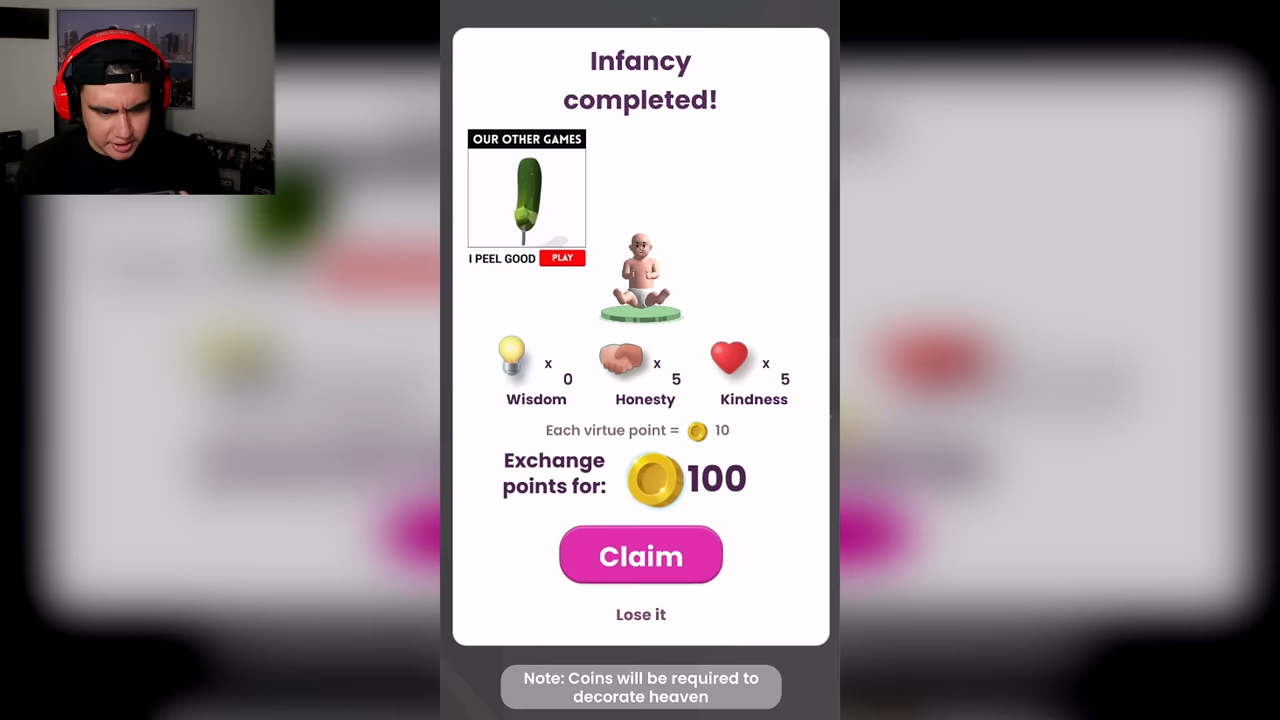 Infancy
completed!
OUR OTHER GAMES
I PEEL GOOD PLAY
x 0 x 5 x 5
Wisdom Honesty Kindness
Each virtue point = 10
Exchange
points for: 100
Claim
Lose it
Note: Coins will be required to
decorate heaven